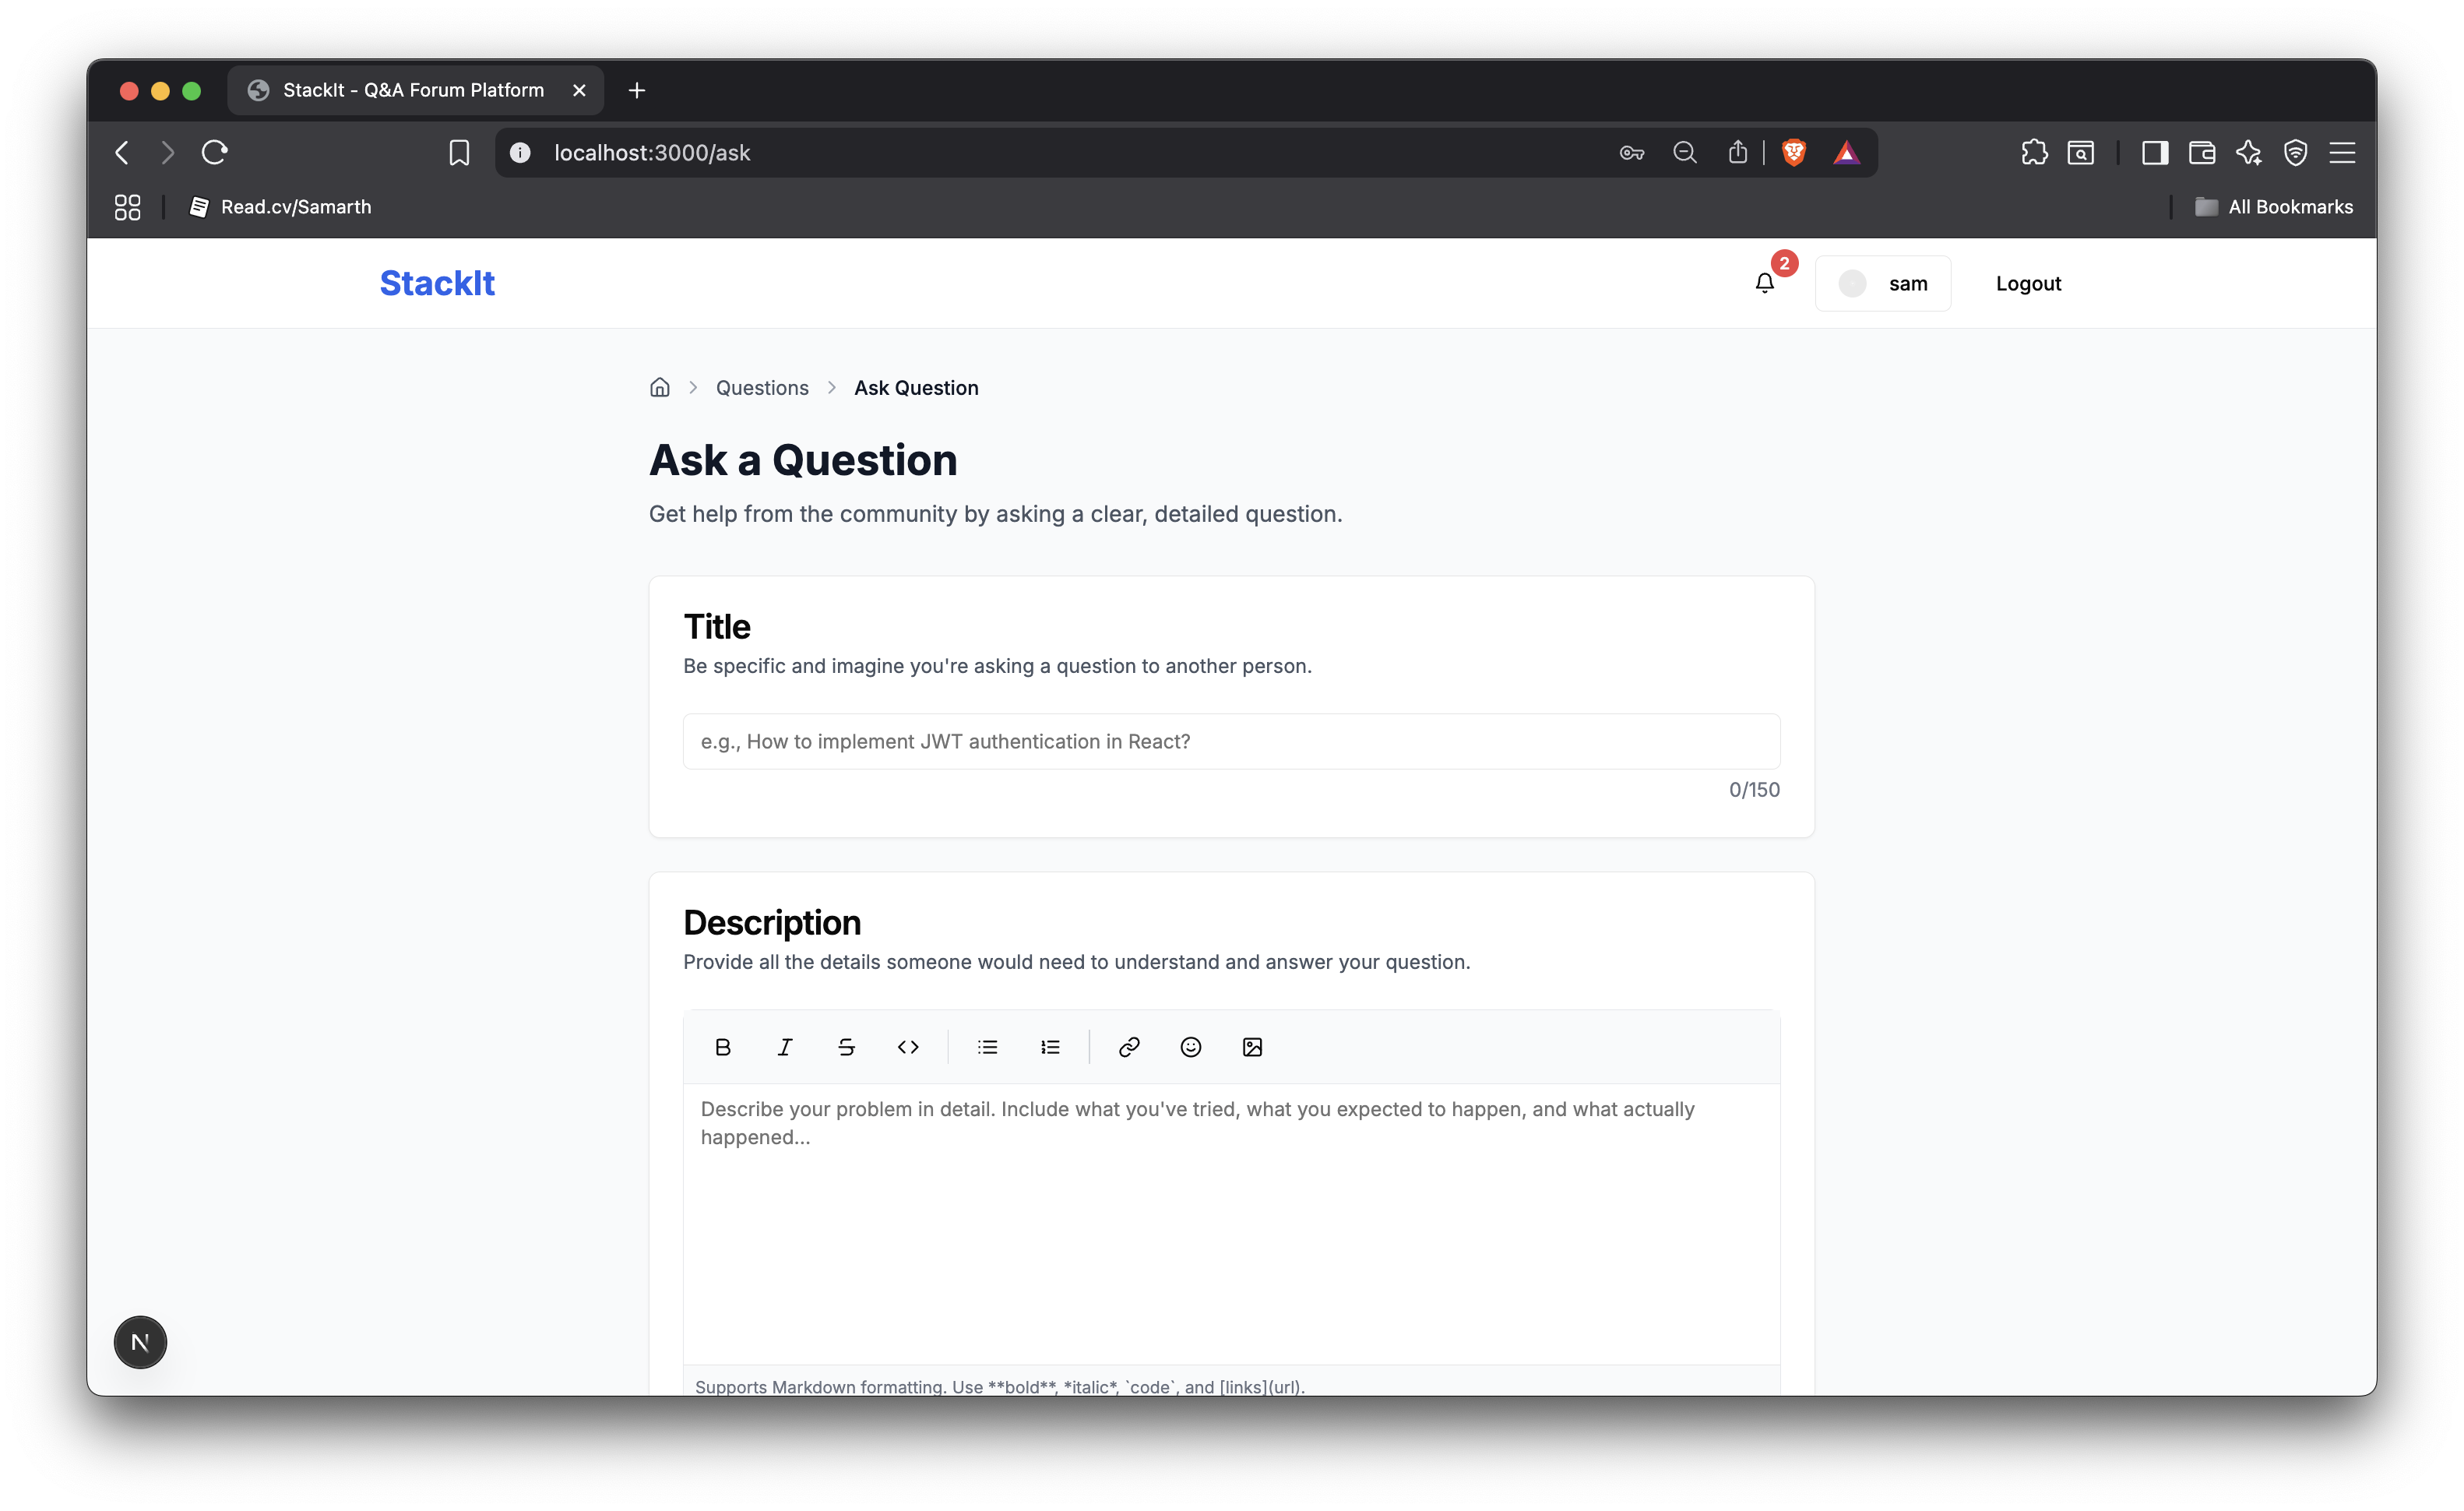 StackIt - Q&A Forum Platform
localhost:3000/ask
Read.cv/Samarth
All Bookmarks
StackIt
2
sam
Logout
Questions
Ask Question
Ask a Question
Get help from the community by asking a clear, detailed question.
Title
Be specific and imagine you're asking a question to another person.
e.g., How to implement JWT authentication in React?
0/150
Description
Provide all the details someone would need to understand and answer your question.
Describe your problem in detail. Include what you've tried, what you expected to happen, and what actually
happened...
N
Supports Markdown formatting. Use **bold**, *italic*, `code`, and [links](url).